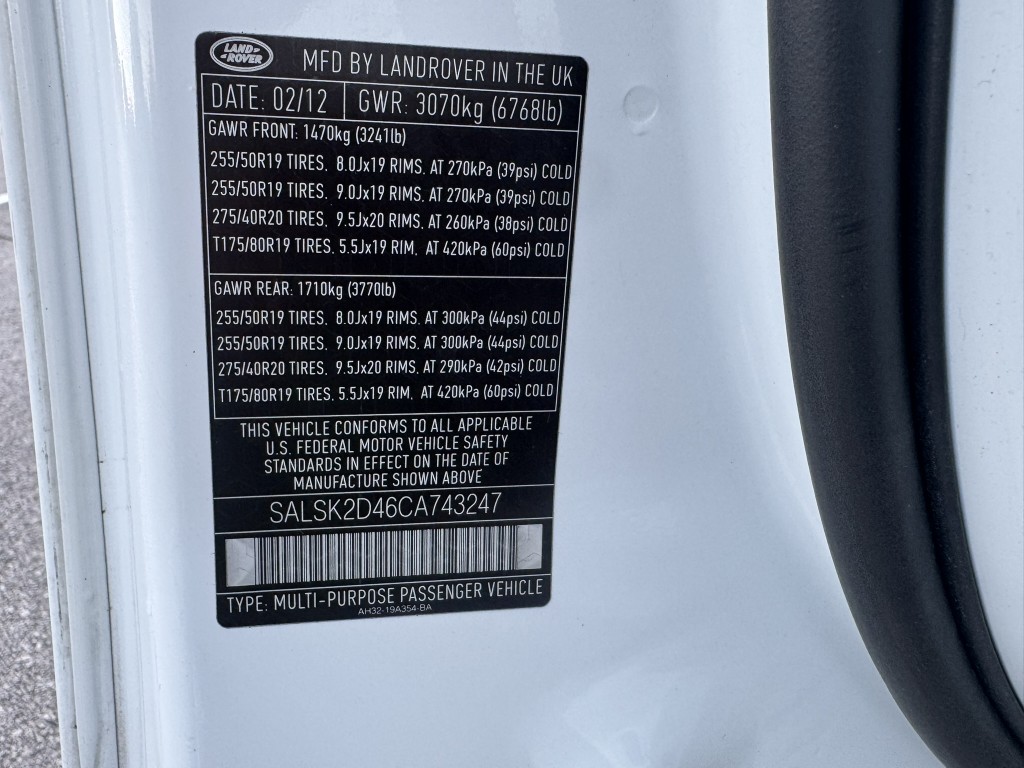 LAND ROVER
MFD BY LANDROVER IN THE UK
DATE: 02/12 GWR: 3070kg (6768lb)
GAWR FRONT: 1470kg (3241lb)
255/50R19 TIRES, 8.0Jx19 RIMS, AT 270kPa (39psi) COLD
255/50R19 TIRES, 9.0Jx19 RIMS, AT 270kPa (39psi) COLD
275/40R20 TIRES, 9.5Jx20 RIMS, AT 260kPa (38psi) COLD
T175/80R19 TIRES, 5.5Jx19 RIM, AT 420kPa (60psi) COLD
GAWR REAR: 1710kg (3770lb)
255/50R19 TIRES, 8.0Jx19 RIMS, AT 300kPa (44psi) COLD
255/50R19 TIRES, 9.0Jx19 RIMS, AT 300kPa (44psi) COLD
275/40R20 TIRES, 9.5Jx20 RIMS, AT 290kPa (42psi) COLD
T175/80R19 TIRES, 5.5Jx19 RIM, AT 420kPa (60psi) COLD
THIS VEHICLE CONFORMS TO ALL APPLICABLE
U.S. FEDERAL MOTOR VEHICLE SAFETY
STANDARDS IN EFFECT ON THE DATE OF
MANUFACTURE SHOWN ABOVE
SALSK2D46CA743247
TYPE: MULTI-PURPOSE PASSENGER VEHICLE
AH32-19A354-BA